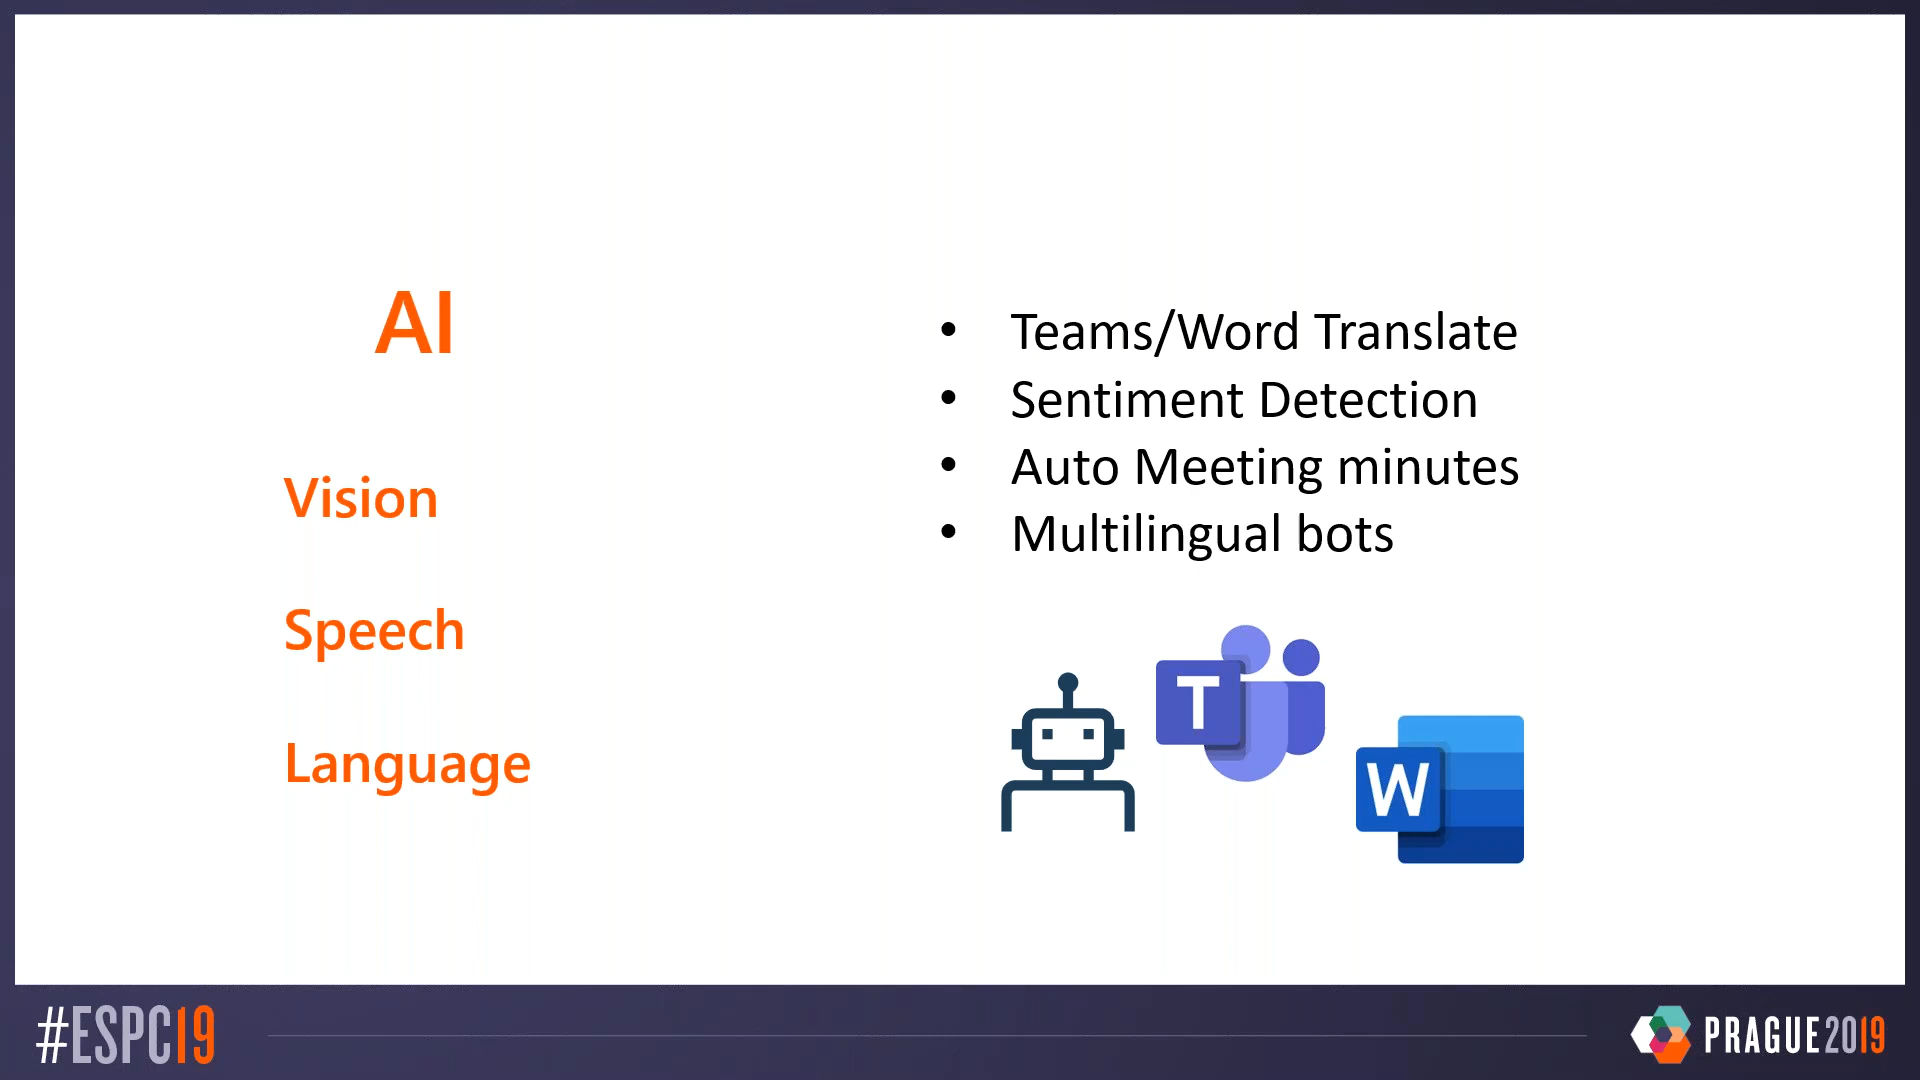 AI
Vision
Speech
Language
• Teams/Word Translate
• Sentiment Detection
• Auto Meeting minutes
• Multilingual bots
T
W
#ESPC19
PRAGUE2019